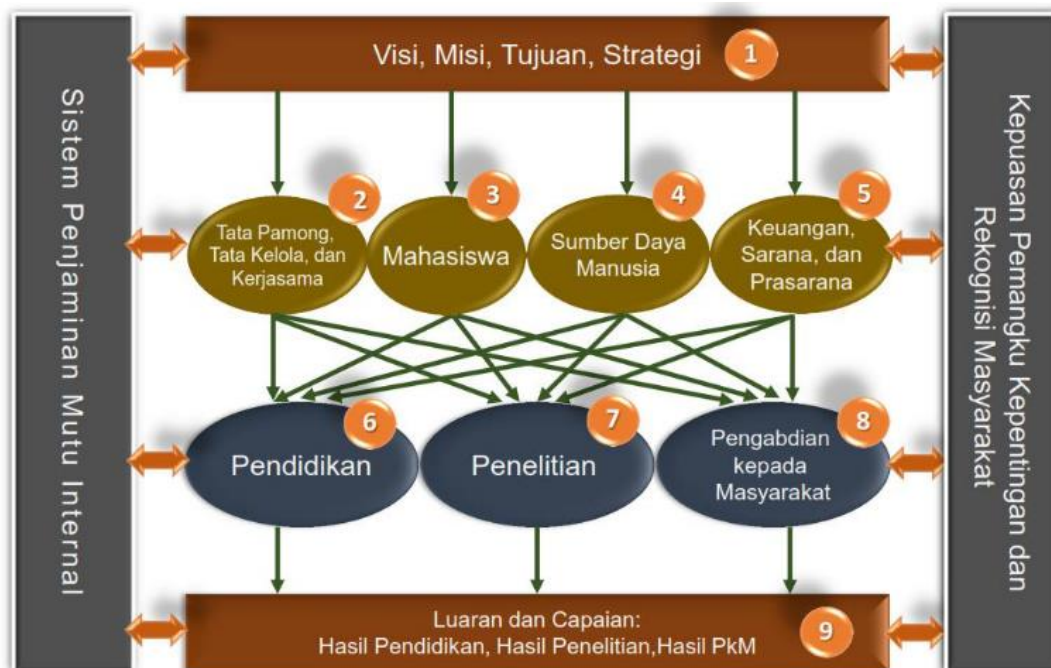 Sistem Penjaminan Mutu Internal
Visi, Misi, Tujuan, Strategi
1
2
Tata Pamong,
Tata Kelola, dan
Kerjasama
3
Mahasiswa
4
Sumber Daya
Manusia
5
Keuangan,
Sarana, dan
Prasarana
6
Pendidikan
7
Penelitian
8
Pengabdian
kepada
Masyarakat
Luaran dan Capaian:
Hasil Pendidikan, Hasil Penelitian,Hasil PkM
9
Kepuasan Pemangku Kepentingan dan
Rekognisi Masyarakat